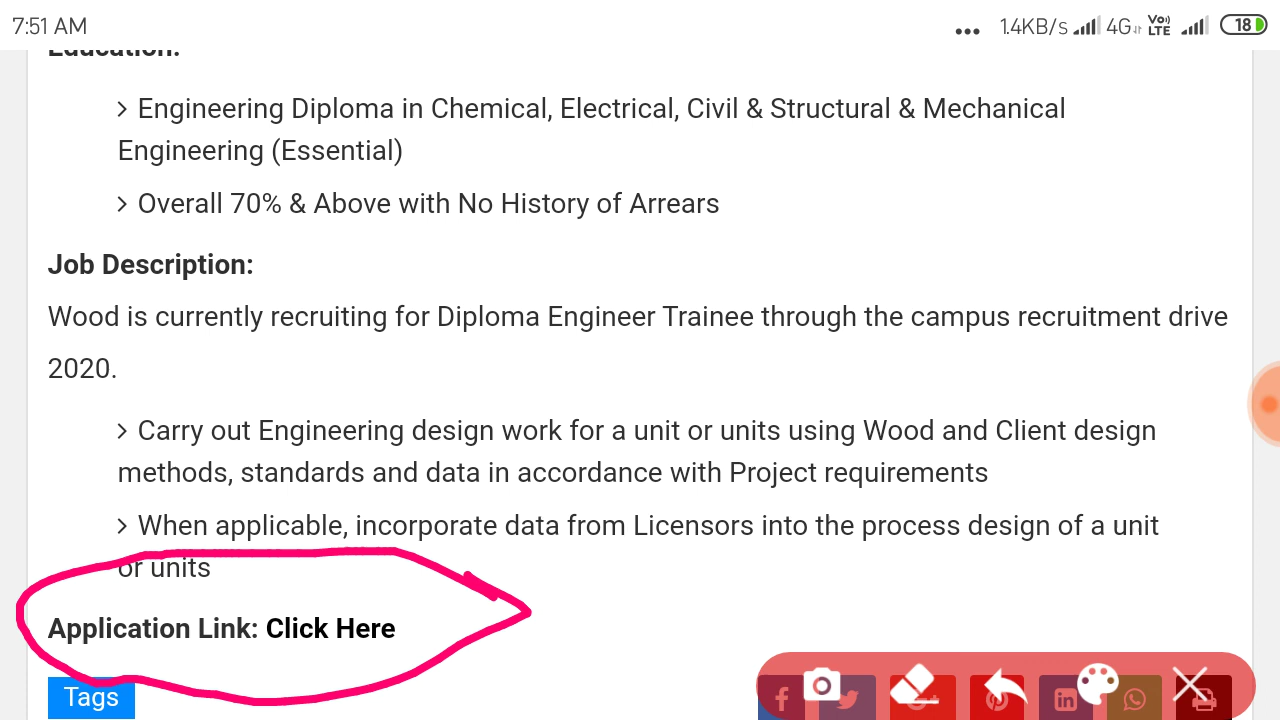 7:51 AM
... 1.4KB/s 4G Vo)) LTE 18
Education:
> Engineering Diploma in Chemical, Electrical, Civil & Structural & Mechanical
Engineering (Essential)
> Overall 70% & Above with No History of Arrears
Job Description:
Wood is currently recruiting for Diploma Engineer Trainee through the campus recruitment drive
2020.
> Carry out Engineering design work for a unit or units using Wood and Client design
methods, standards and data in accordance with Project requirements
> When applicable, incorporate data from Licensors into the process design of a unit
or units
Application Link: Click Here
Tags